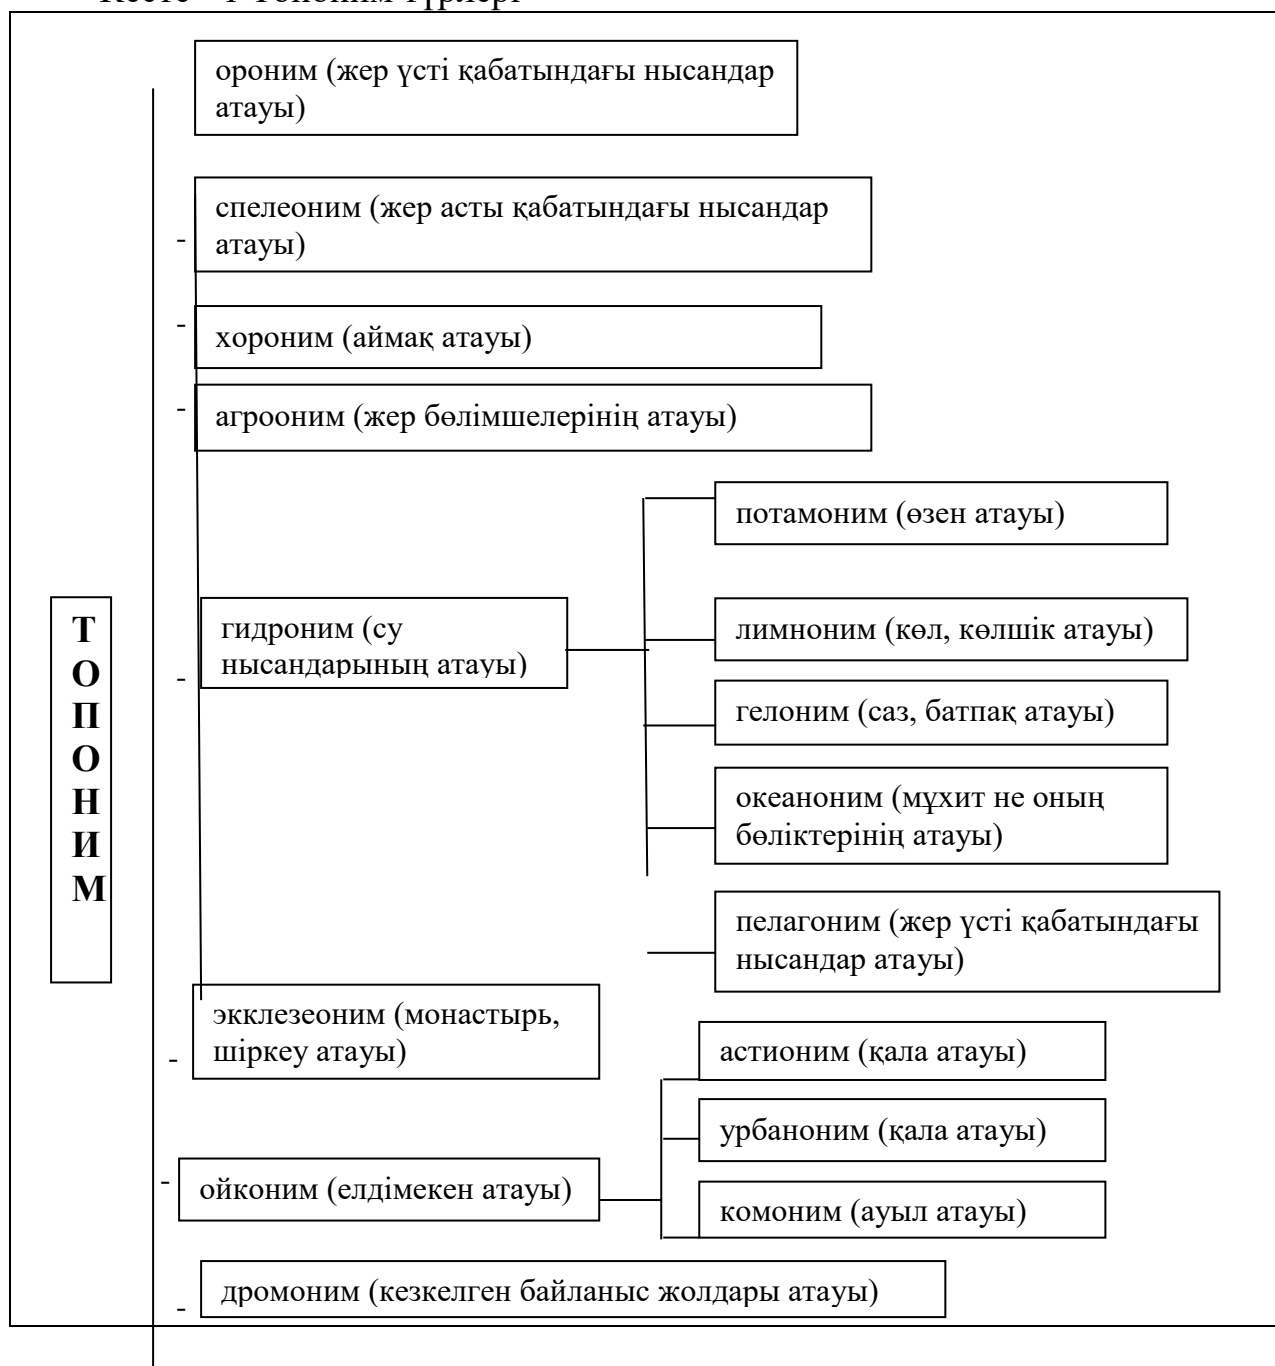 ороним (жер үсті қабатындағы нысандар
атауы)
спелеоним (жер асты қабатындағы нысандар
атауы)
хороним (аймақ атауы)
агрооним (жер бөлімшелерінің атауы)
потамоним (өзен атауы)
ТОПОНИМ
гидроним (су
нысандарының атауы)
лимноним (көл, көлшік атауы)
гелоним (саз, батпақ атауы)
океаноним (мұхит не оның
бөліктерінің атауы)
пелагоним (жер үсті қабатындағы
нысандар атауы)
экклезеоним (монастырь,
шіркеу атауы)
астионим (қала атауы)
урбаноним (қала атауы)
ойконим (елдімекен атауы)
комоним (ауыл атауы)
дромоним (кезкелген байланыс жолдары атауы)